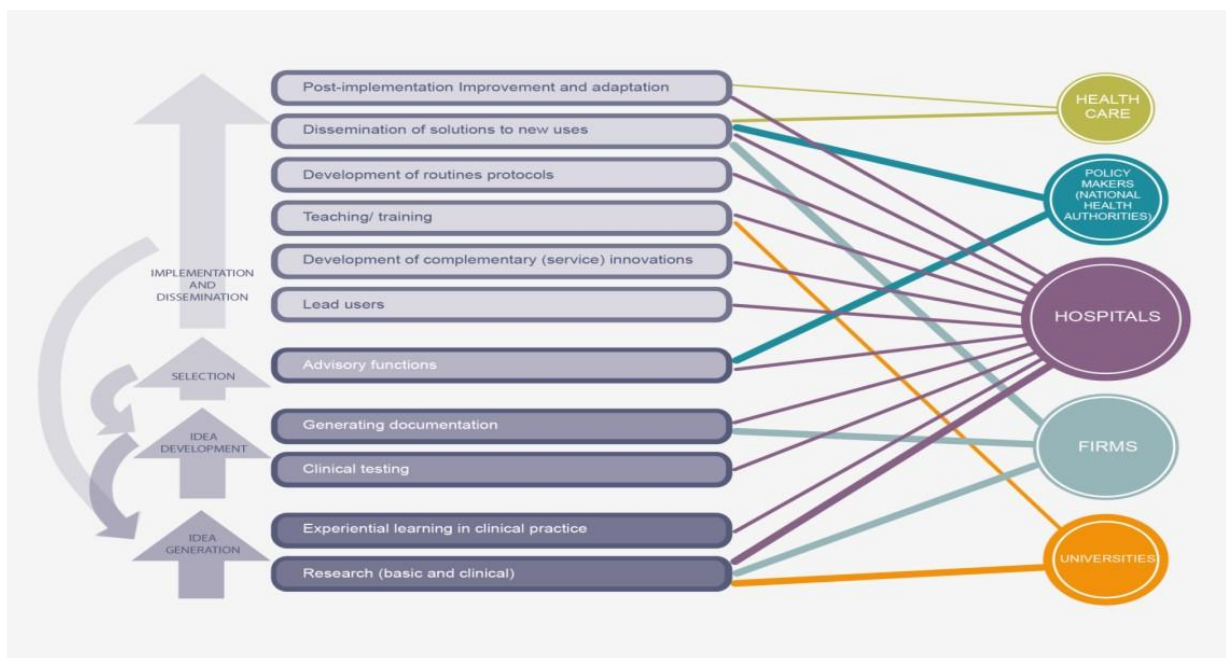 Post-implementation Improvement and adaptation
Dissemination of solutions to new uses
Development of routines protocols
Teaching/ training
Development of complementary (service) innovations
Lead users
Advisory functions
Generating documentation
Clinical testing
Experiential learning in clinical practice
Research (basic and clinical)
IMPLEMENTATION
AND
DISSEMINATION
SELECTION
IDEA
DEVELOPMENT
IDEA
GENERATION
HEALTH
CARE
POLICY
MAKERS
(NATIONAL
HEALTH
AUTHORITIES)
HOSPITALS
FIRMS
UNIVERSITIES